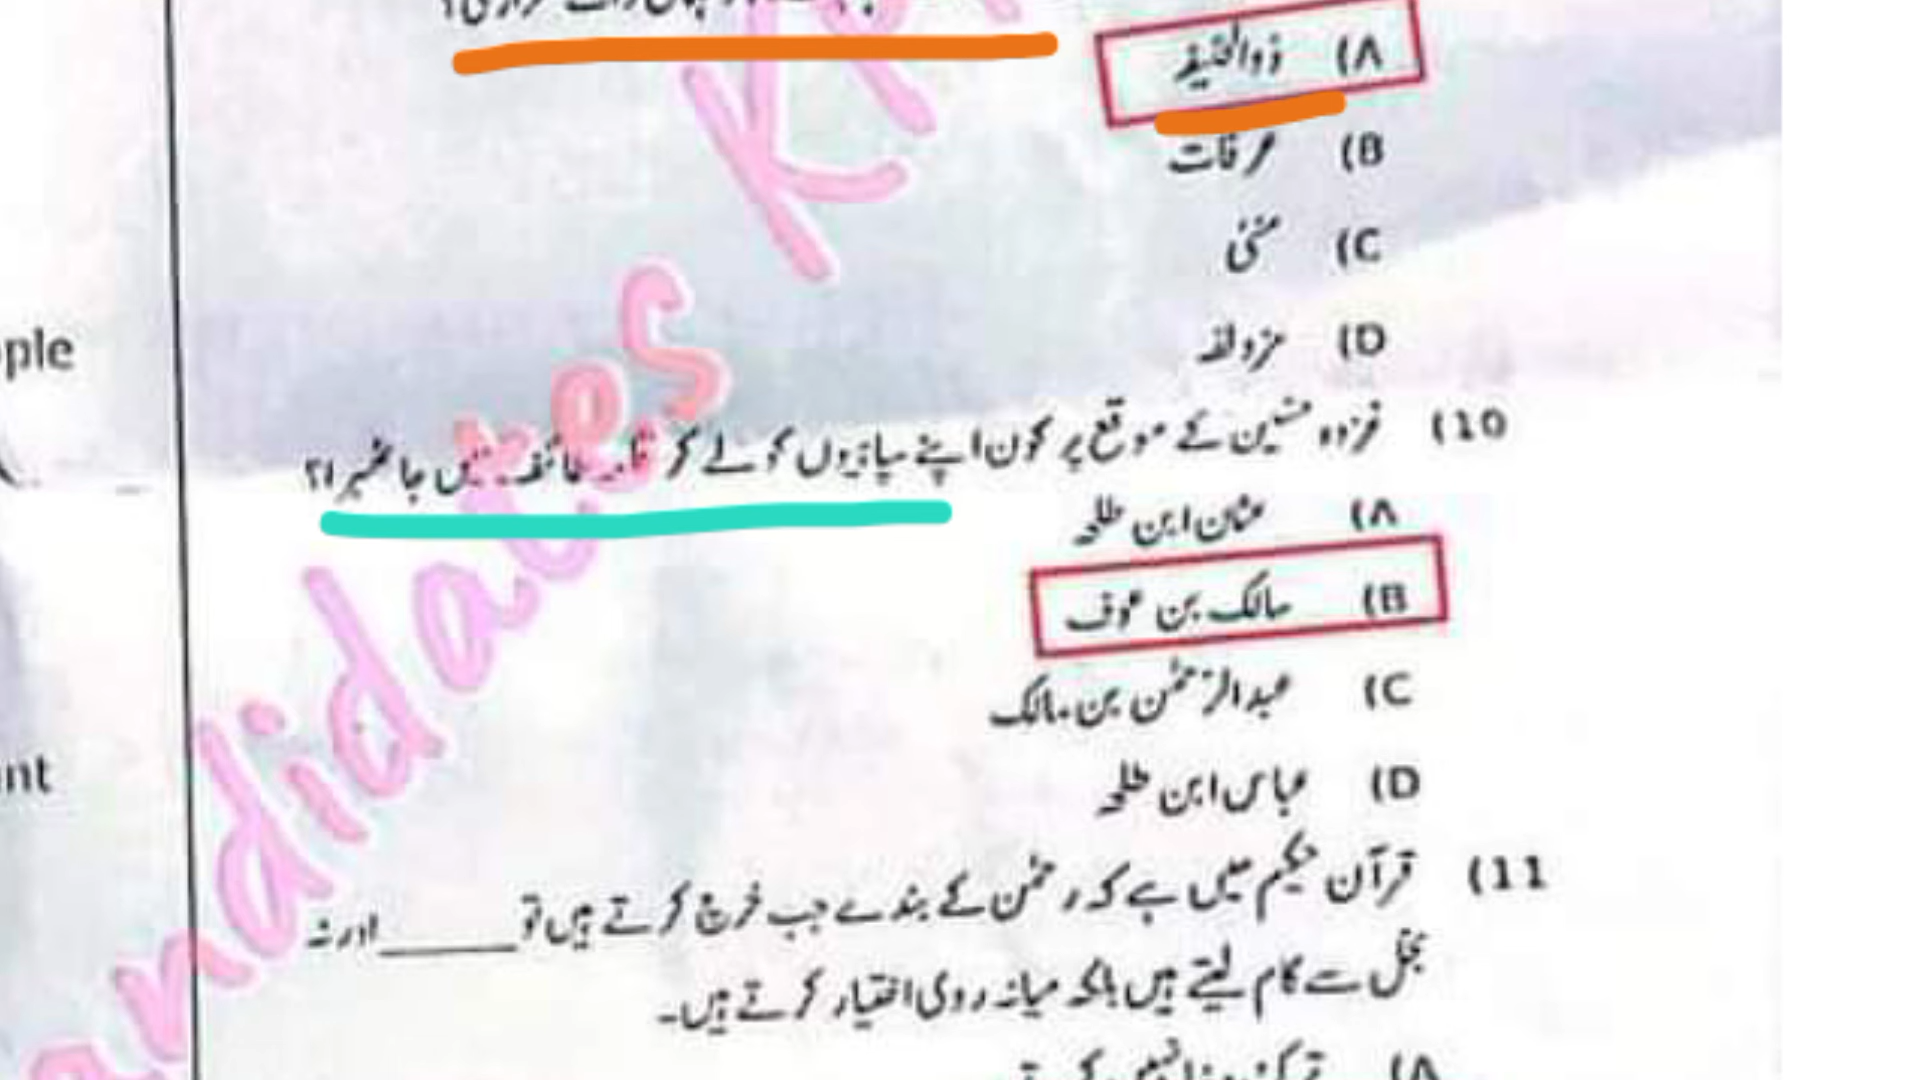 A) ذوالحلیفہ
B) عرفات
C) منیٰ
D) مزدلفہ
10) غزوہ حنین کے موقع پر کون اپنے سپاہیوں کو لے کر قلعہ طائف میں جا ٹھہرا؟
A) عثمان ابن طلحہ
B) مالک بن عوف
C) عبدالرحمٰن بن مالک
D) عباس ابن طلحہ
11) قرآن حکیم میں ہے کہ رحمٰن کے بندے جب خرچ کرتے ہیں تو ______ اور نہ
بخل سے کام لیتے ہیں بلکہ میانہ روی اختیار کرتے ہیں۔
A)
ple
nt
andidates K